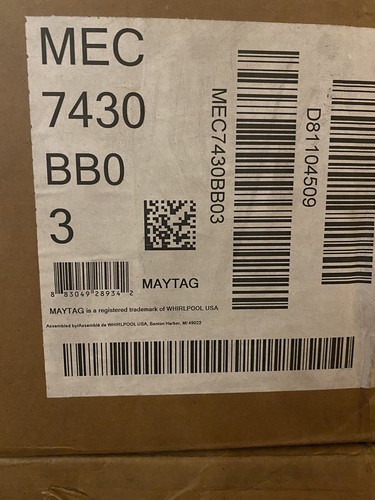 MEC
7430
BB0
3
MEC7430BB03
D81104509
8 83049 28934 2
MAYTAG
MAYTAG is a registered trademark of WHIRLPOOL USA
Assembled by/Assemblé de WHIRLPOOL USA, Benton Harbor, MI 49022